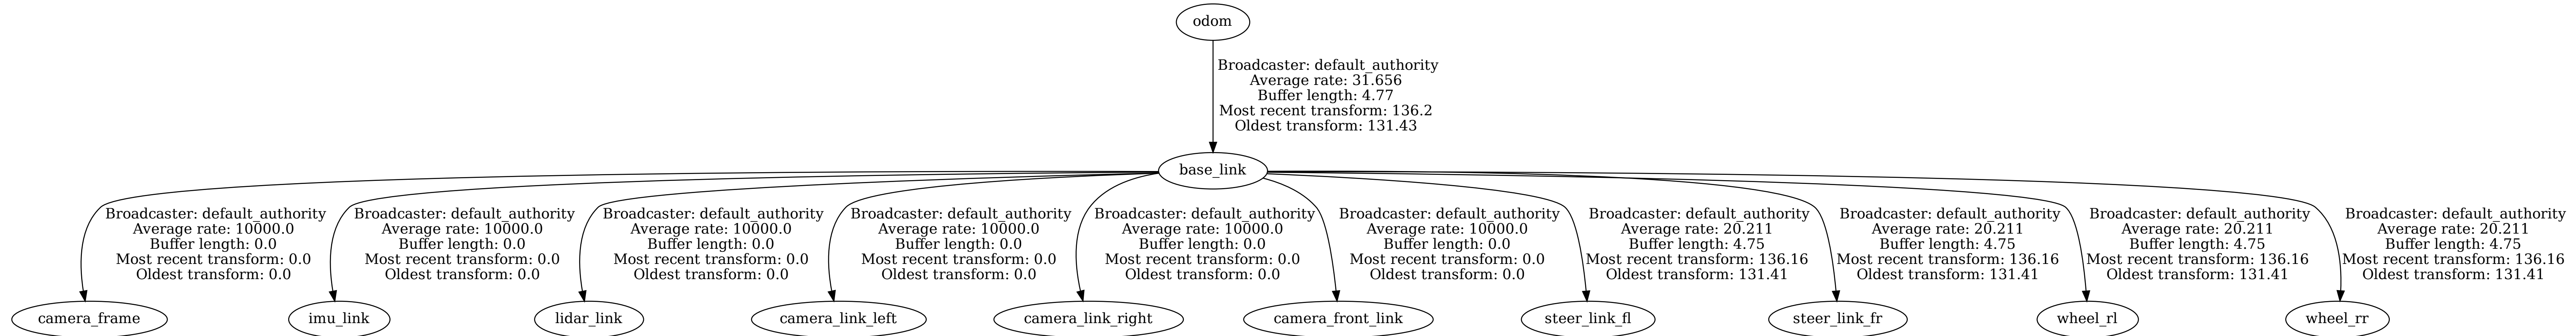 odom
Broadcaster: default_authority
Average rate: 31.656
Buffer length: 4.77
Most recent transform: 136.2
Oldest transform: 131.43
base_link
Broadcaster: default_authority
Average rate: 10000.0
Buffer length: 0.0
Most recent transform: 0.0
Oldest transform: 0.0
Broadcaster: default_authority
Average rate: 10000.0
Buffer length: 0.0
Most recent transform: 0.0
Oldest transform: 0.0
Broadcaster: default_authority
Average rate: 10000.0
Buffer length: 0.0
Most recent transform: 0.0
Oldest transform: 0.0
Broadcaster: default_authority
Average rate: 10000.0
Buffer length: 0.0
Most recent transform: 0.0
Oldest transform: 0.0
Broadcaster: default_authority
Average rate: 10000.0
Buffer length: 0.0
Most recent transform: 0.0
Oldest transform: 0.0
Broadcaster: default_authority
Average rate: 10000.0
Buffer length: 0.0
Most recent transform: 0.0
Oldest transform: 0.0
Broadcaster: default_authority
Average rate: 20.211
Buffer length: 4.75
Most recent transform: 136.16
Oldest transform: 131.41
Broadcaster: default_authority
Average rate: 20.211
Buffer length: 4.75
Most recent transform: 136.16
Oldest transform: 131.41
Broadcaster: default_authority
Average rate: 20.211
Buffer length: 4.75
Most recent transform: 136.16
Oldest transform: 131.41
Broadcaster: default_authority
Average rate: 20.211
Buffer length: 4.75
Most recent transform: 136.16
Oldest transform: 131.41
camera_frame
imu_link
lidar_link
camera_link_left
camera_link_right
camera_front_link
steer_link_fl
steer_link_fr
wheel_rl
wheel_rr